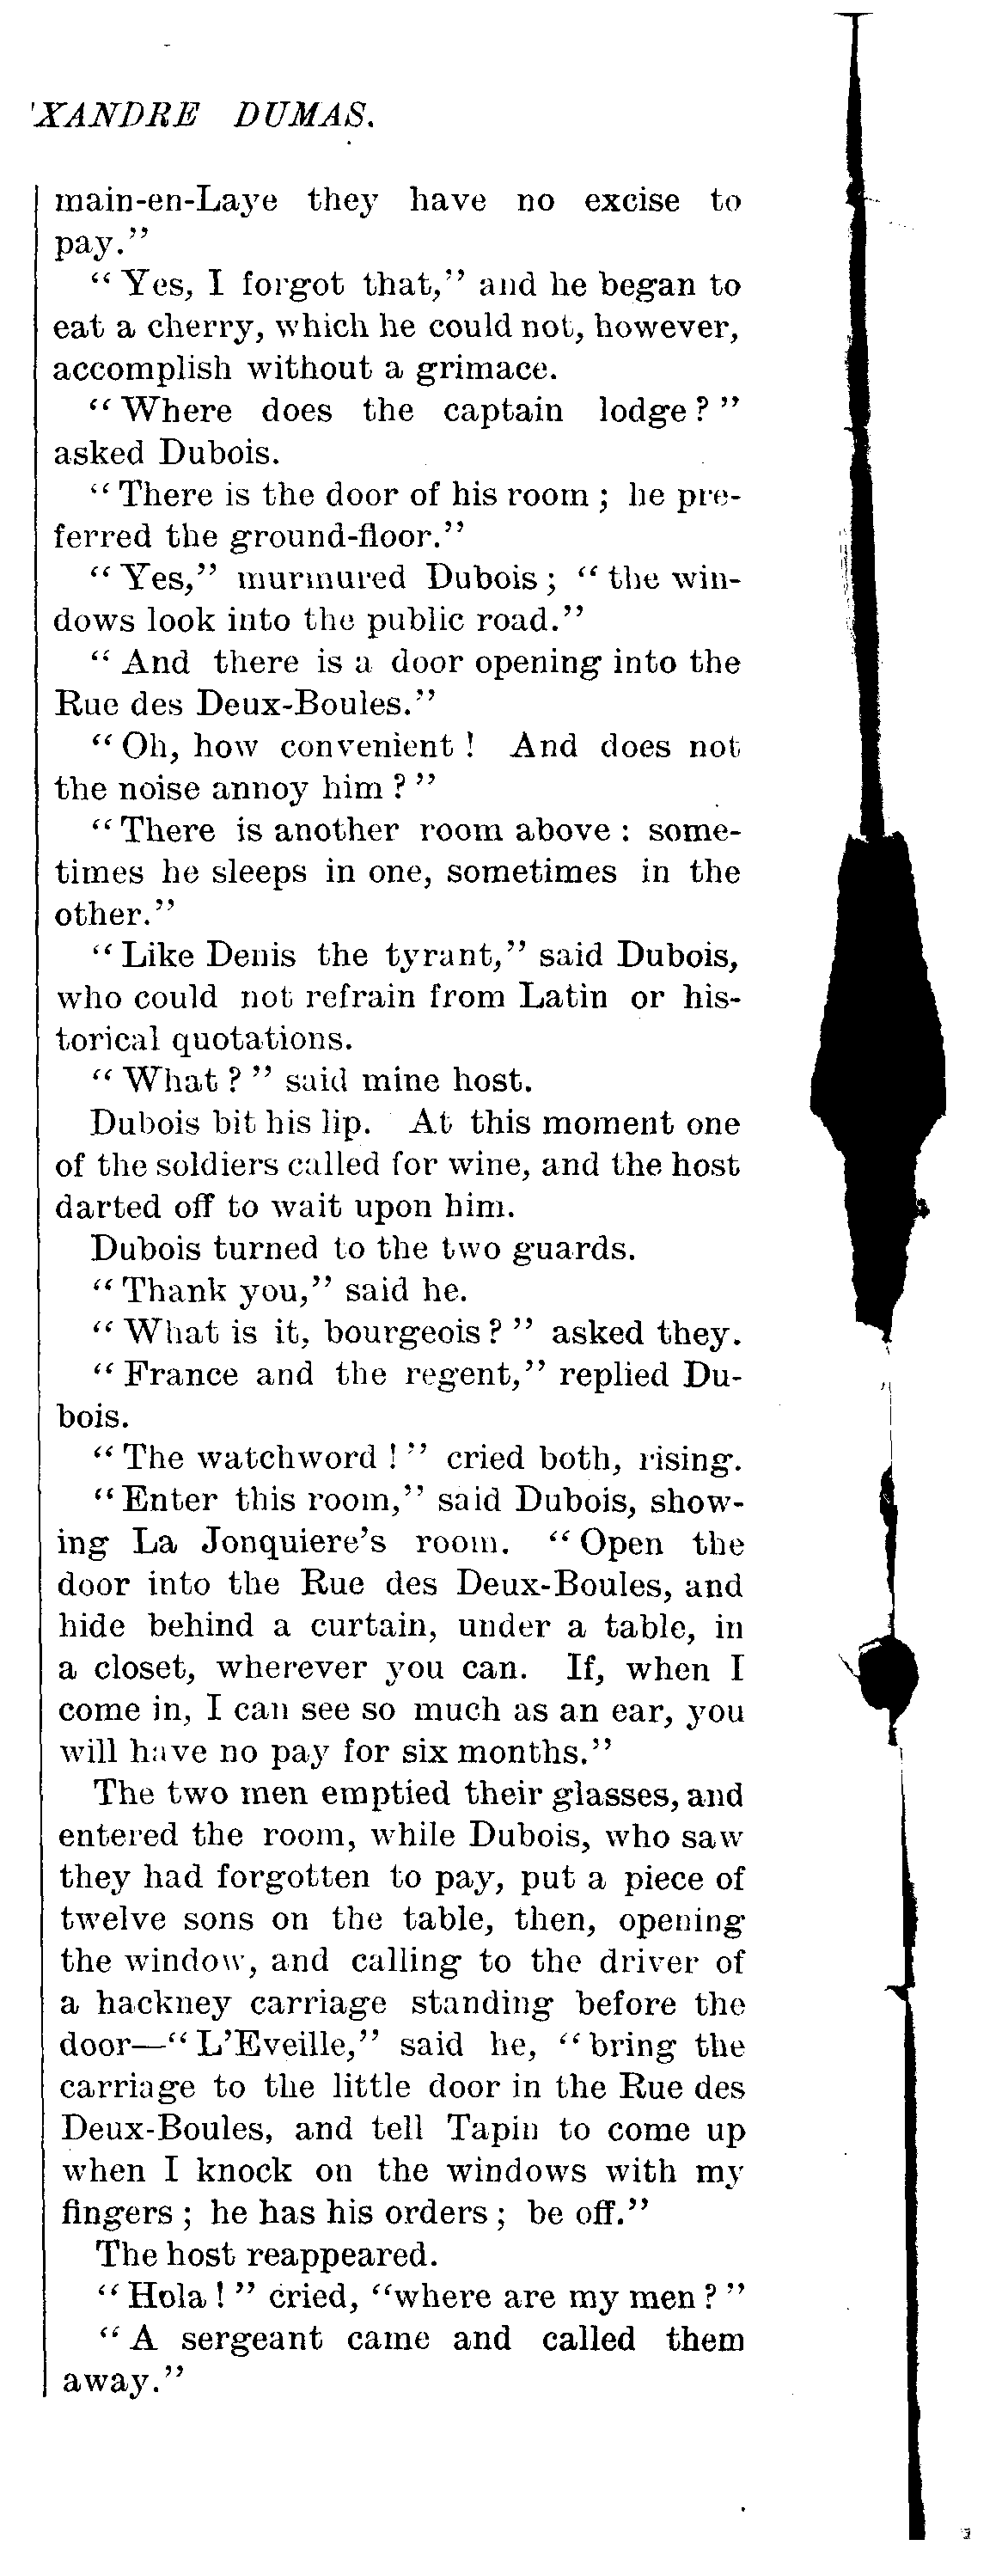 'XANDRE DUMAS.
main-en-Laye they have no excise to
pay."
"Yes, I forgot that," and he began to
eat a cherry, which he could not, however,
accomplish without a grimace.
"Where does the captain lodge?"
asked Dubois.
"There is the door of his room; he pre-
ferred the ground-floor."
"Yes," murmured Dubois; "the win-
dows look into the public road."
"And there is a door opening into the
Rue des Deux-Boules."
"Oh, how convenient! And does not
the noise annoy him?"
"There is another room above: some-
times he sleeps in one, sometimes in the
other."
"Like Denis the tyrant," said Dubois,
who could not refrain from Latin or his-
torical quotations.
"What?" said mine host.
Dubois bit his lip. At this moment one
of the soldiers called for wine, and the host
darted off to wait upon him.
Dubois turned to the two guards.
"Thank you," said he.
"What is it, bourgeois?" asked they.
"France and the regent," replied Du-
bois.
"The watchword!" cried both, rising.
"Enter this room," said Dubois, show-
ing La Jonquiere's room. "Open the
door into the Rue des Deux-Boules, and
hide behind a curtain, under a table, in
a closet, wherever you can. If, when I
come in, I can see so much as an ear, you
will have no pay for six months."
The two men emptied their glasses, and
entered the room, while Dubois, who saw
they had forgotten to pay, put a piece of
twelve sons on the table, then, opening
the window, and calling to the driver of
a hackney carriage standing before the
door—"L'Eveille," said he, "bring the
carriage to the little door in the Rue des
Deux-Boules, and tell Tapin to come up
when I knock on the windows with my
fingers; he has his orders; be off."
The host reappeared.
"Hola!" cried, "where are my men?"
"A sergeant came and called them
away."